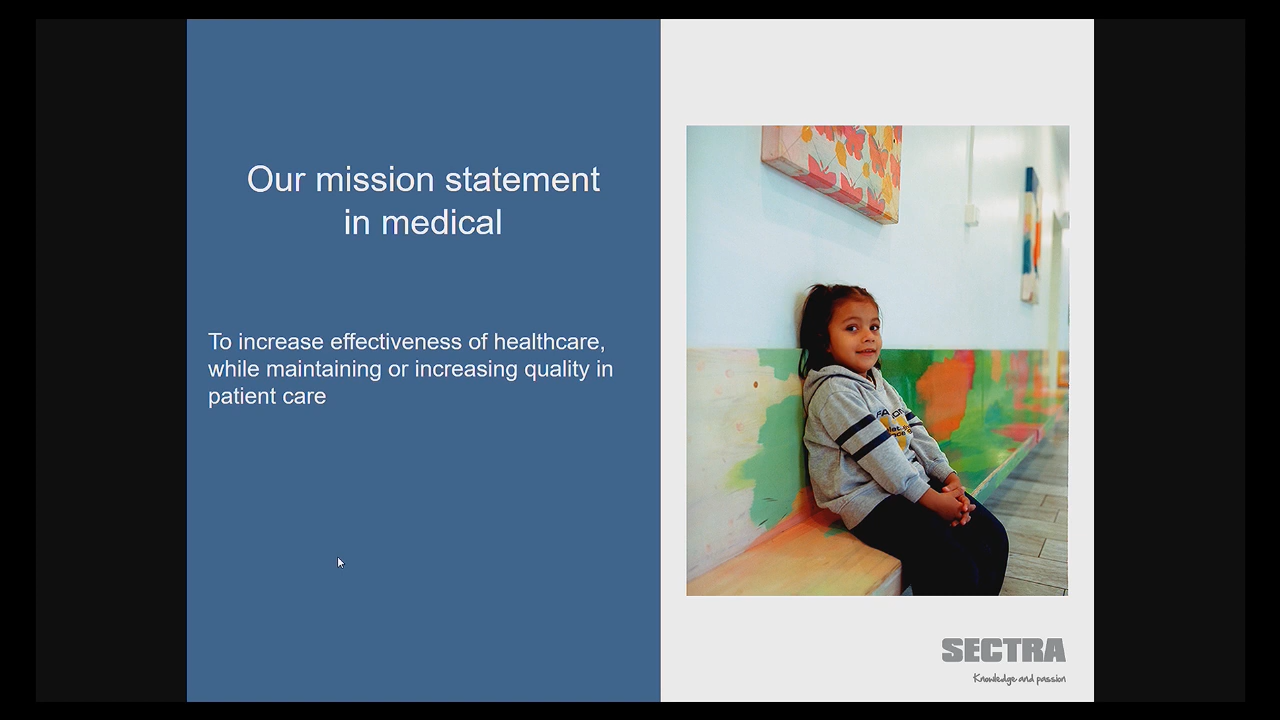 Our mission statement
in medical
To increase effectiveness of healthcare,
while maintaining or increasing quality in
patient care
SECTRA
Knowledge and passion